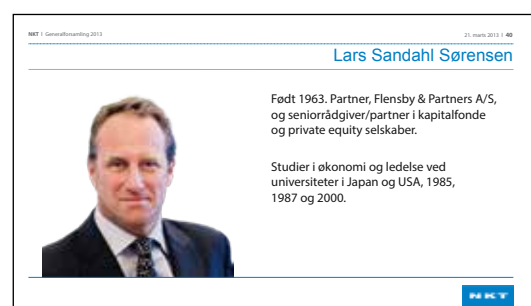 NKT I Generalforsamling 2013
21. marts 2013 I 40
Lars Sandahl Sørensen
Født 1963. Partner, Flensby & Partners A/S,
og seniorrådgiver/partner i kapitalfonde
og private equity selskaber.
Studier i økonomi og ledelse ved
universiteter i Japan og USA, 1985,
1987 og 2000.
NKT